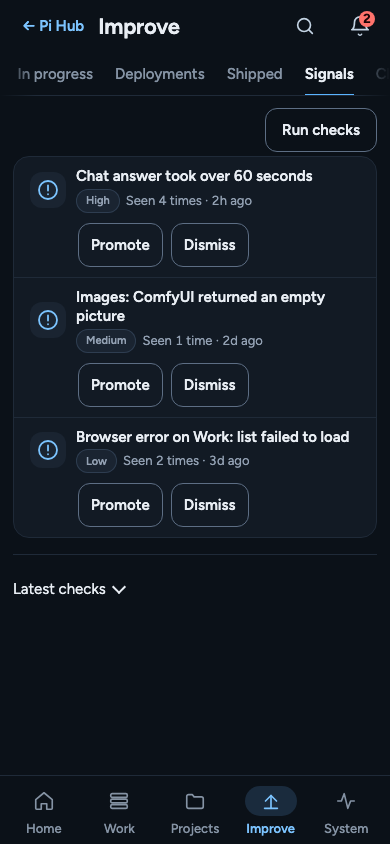 ← Pi Hub Improve 2
In progress Deployments Shipped Signals
Run checks
Chat answer took over 60 seconds
High Seen 4 times · 2h ago
Promote Dismiss
Images: ComfyUI returned an empty
picture
Medium Seen 1 time · 2d ago
Promote Dismiss
Browser error on Work: list failed to load
Low Seen 2 times · 3d ago
Promote Dismiss
Latest checks
Home Work Projects Improve System